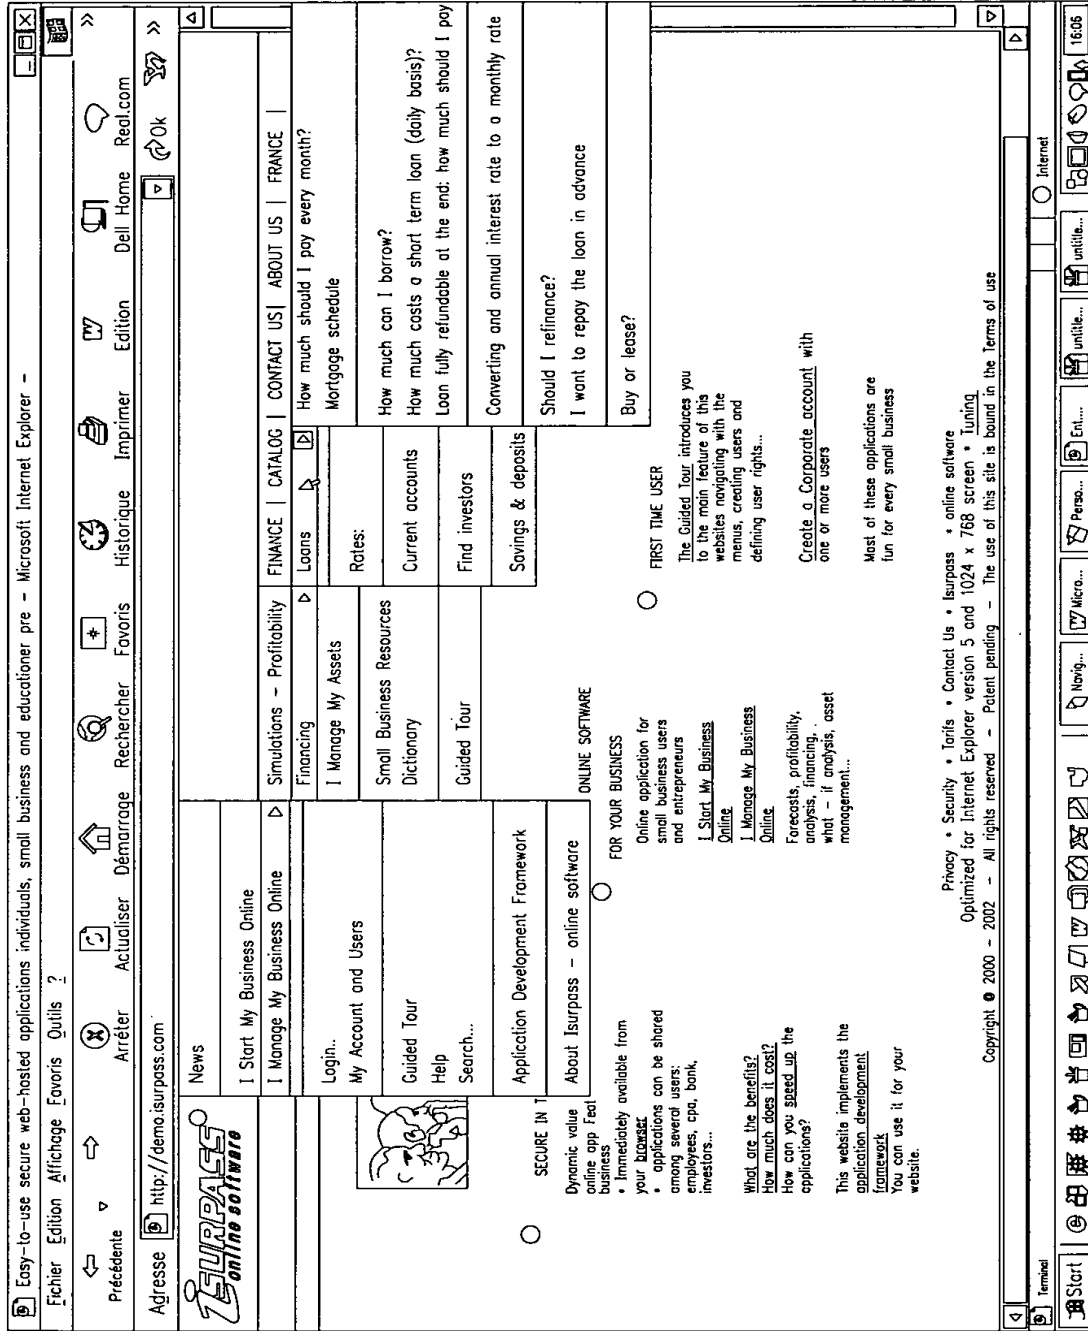 Easy-to-use secure web-hosted applications individuals, small business and educationer pre - Microsoft Internet Explorer -
Fichier Edition Affichage Favoris Outils ?
Précédente
Arréter
Actualiser
Démarrage
Rechercher
Favoris
Historique
Imprimer
Edition
Dell Home
Real.com
Adresse http://demo.isurpass.com
Ok
iSURPASS
online software
FINANCE | CATALOG | CONTACT US | ABOUT US | FRANCE |
News
I Start My Business Online
I Manage My Business Online
Login..
My Account and Users
Guided Tour
Help
Search...
Application Development Framework
About Isurpass - online software
Simulations - Profitability
Financing
I Manage My Assets
Small Business Resources
Dictionary
Guided Tour
Loans
Rates:
Current accounts
Find investors
Savings & deposits
How much should I pay every month?
Mortgage schedule
How much can I borrow?
How much costs a short term loan (daily basis)?
Loan fully refundable at the end: how much should I pay
Converting and annual interest rate to a monthly rate
Should I refinance?
I want to repay the loan in advance
Buy or lease?
SECURE IN T
Dynamic value
online app Feat
business
• Immediately available from
your browser
• applications can be shared
among several users:
employees, cpa, bank,
investors...
What are the benefits?
How much does it cost?
How can you speed up the
applications?
This website implements the
application development
framework
You can use it for your
website.
ONLINE SOFTWARE
FOR YOUR BUSINESS
Online application for
small business users
and entrepreneurs
I Start My Business
Online
I Manage My Business
Online
Forecasts, profitability,
analysis, financing,
what - if analysis, asset
management...
FIRST TIME USER
The Guided Tour introduces you
to the main feature of this
websites navigating with the
menus, creating users and
defining user rights...
Create a Corporate account with
one or more users
Most of these applications are
fun for every small business
Privacy • Security • Tarifs • Contact Us • Isurpass • online software
Optimized for Internet Explorer version 5 and 1024 x 768 screen • Tuning
Copyright © 2000 - 2002 - All rights reserved - Patent pending - The use of this site is bound in the Terms of use
Terminal
Internet
Start
Navig...
Micro...
Perso...
Ent...
untitle...
untitle...
16:06